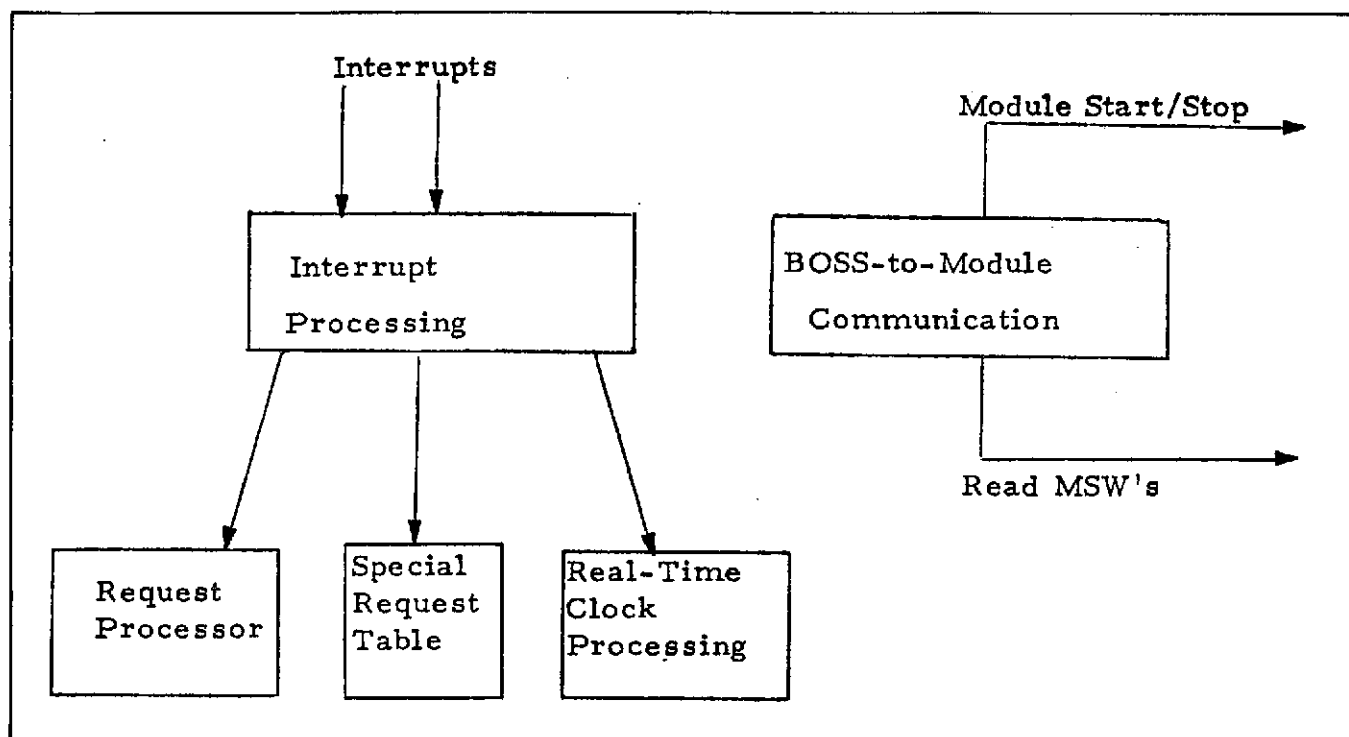 Interrupts
Module Start/Stop
Interrupt
Processing
BOSS-to-Module
Communication
Read MSW's
Request
Processor
Special
Request
Table
Real-Time
Clock
Processing